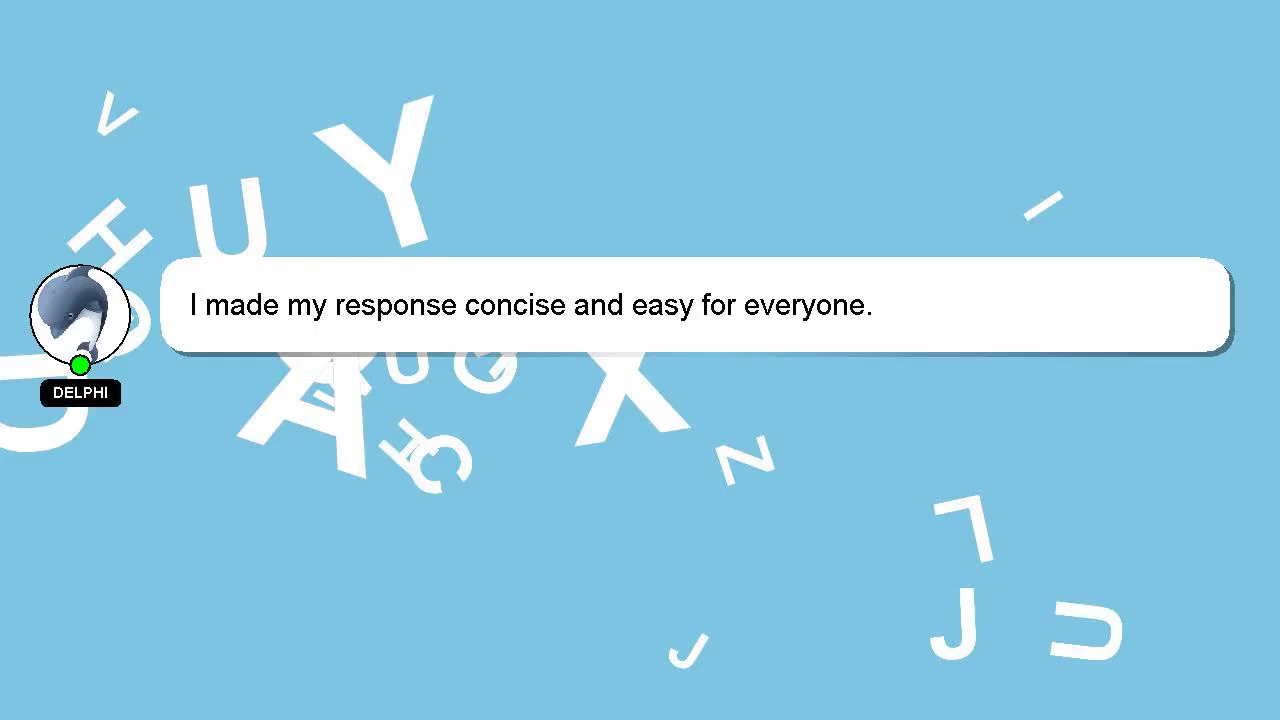 V
Y
U
H
I
I made my response concise and easy for everyone.
DELPHI
U
G
X
A
H
C
N
L
J
U
J